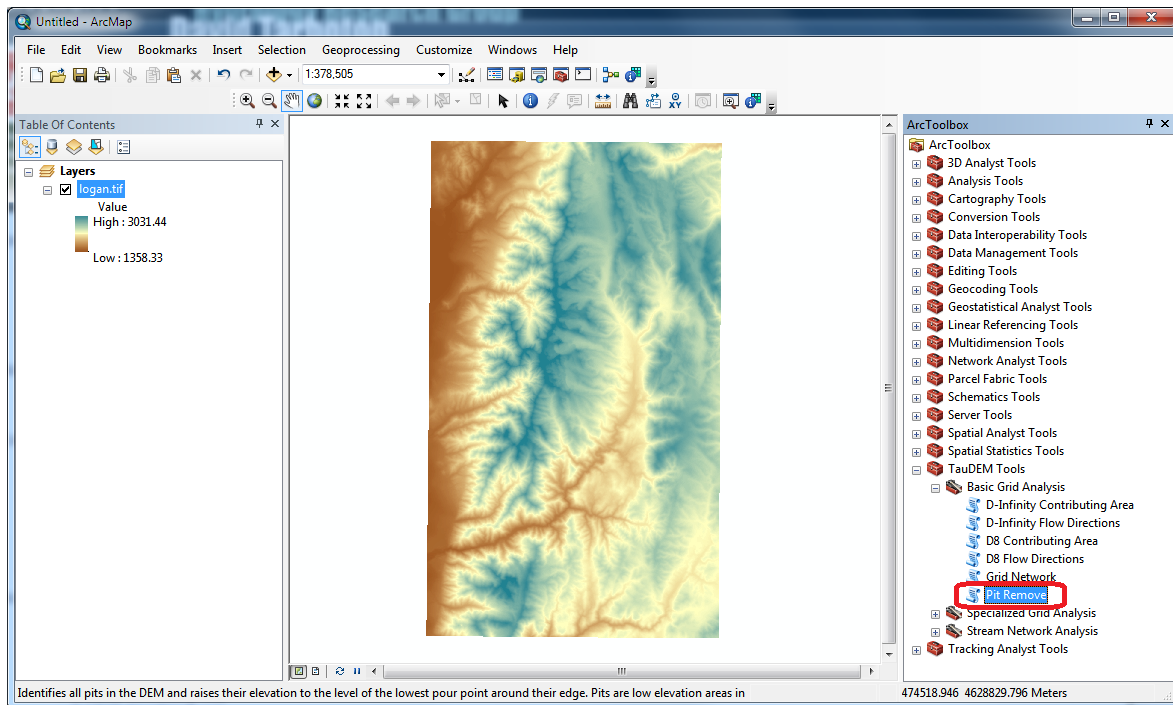 Untitled - ArcMap
David Tarboton
File Edit View Bookmarks Insert Selection Geoprocessing Customize Windows Help
1:378,505
Table Of Contents
Layers
logan.tif
Value
High : 3031.44
Low : 1358.33
ArcToolbox
ArcToolbox
3D Analyst Tools
Analysis Tools
Cartography Tools
Conversion Tools
Data Interoperability Tools
Data Management Tools
Editing Tools
Geocoding Tools
Geostatistical Analyst Tools
Linear Referencing Tools
Multidimension Tools
Network Analyst Tools
Parcel Fabric Tools
Schematics Tools
Server Tools
Spatial Analyst Tools
Spatial Statistics Tools
TauDEM Tools
Basic Grid Analysis
D-Infinity Contributing Area
D-Infinity Flow Directions
D8 Contributing Area
D8 Flow Directions
Grid Network
Pit Remove
Specialized Grid Analysis
Stream Network Analysis
Tracking Analyst Tools
Identifies all pits in the DEM and raises their elevation to the level of the lowest pour point around their edge. Pits are low elevation areas in
474518.946 4628829.796 Meters